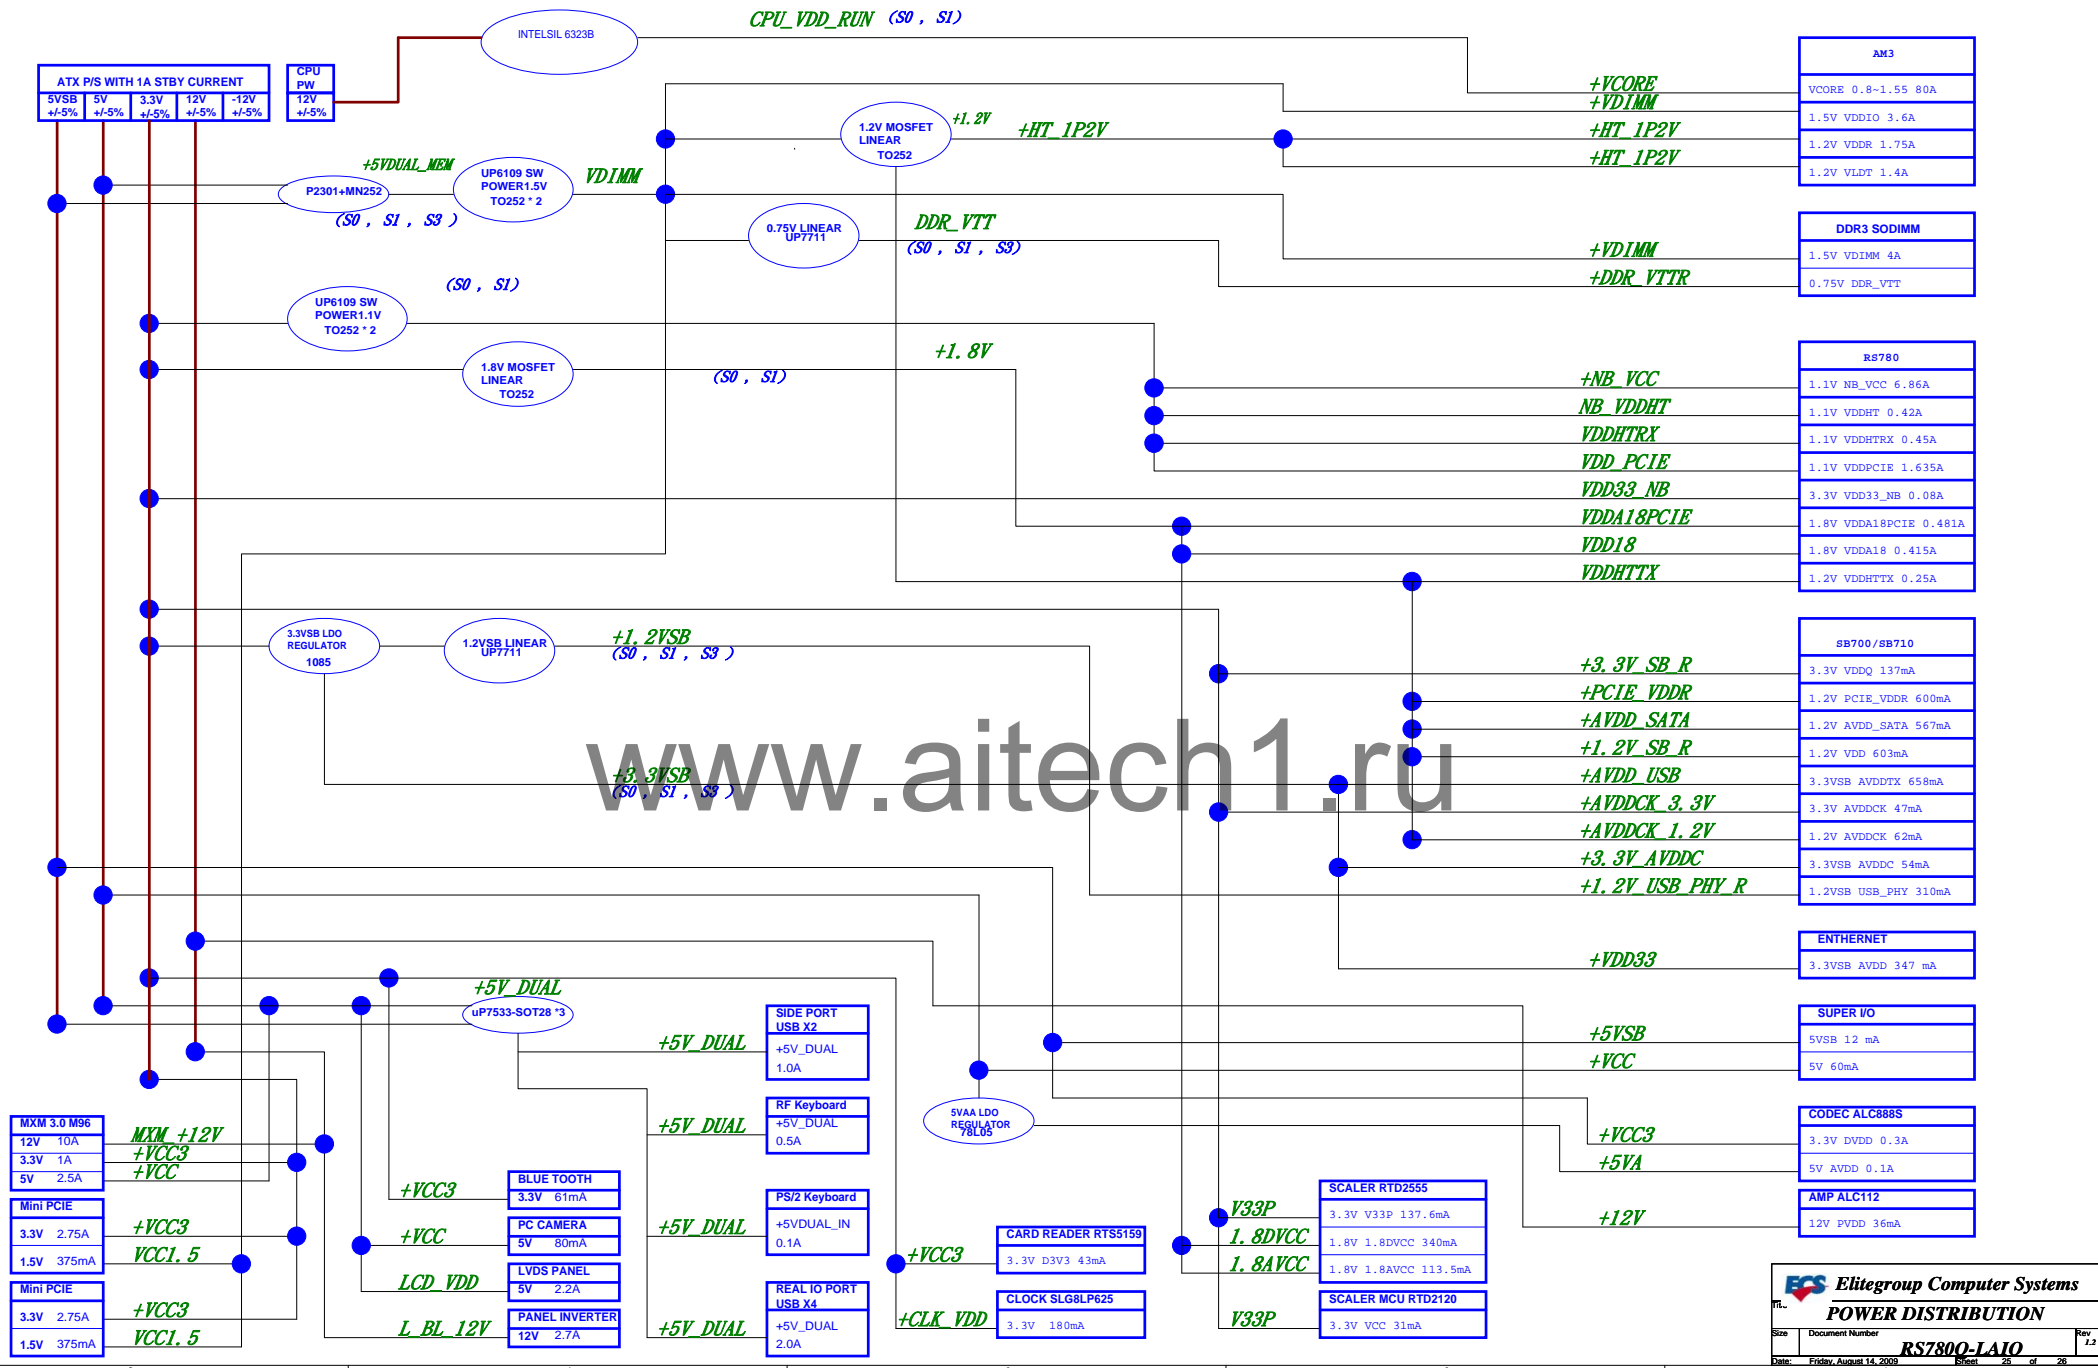 CPU_VDD_RUN (S0 , S1)
INTELSIL 6323B
ATX P/S WITH 1A STBY CURRENT
5VSB +/-5%
5V +/-5%
3.3V +/-5%
12V +/-5%
-12V +/-5%
CPU PW
12V +/-5%
+5VDUAL_MEM
P2301+MN252
(S0 , S1 , S3 )
UP6109 SW
POWER1.5V
TO252 * 2
VDIMM
1.2V MOSFET
LINEAR
TO252
+1.2V
+HT_1P2V
0.75V LINEAR
UP7711
DDR_VTT
(S0 , S1 , S3)
(S0 , S1)
UP6109 SW
POWER1.1V
TO252 * 2
1.8V MOSFET
LINEAR
TO252
+1.8V
(S0 , S1)
3.3VSB LDO
REGULATOR
1085
1.2VSB LINEAR
UP7711
+1.2VSB
(S0 , S1 , S3 )
+3.3VSB
(S0 , S1 , S3 )
www.aitech1.ru
+VCORE
+VDIMM
+HT_1P2V
+HT_1P2V
AM3
VCORE 0.8~1.55 80A
1.5V VDDIO 3.6A
1.2V VDDR 1.75A
1.2V VLDT 1.4A
+VDIMM
+DDR_VTTR
DDR3 SODIMM
1.5V VDIMM 4A
0.75V DDR_VTT
+NB_VCC
NB_VDDHT
VDDHTRX
VDD_PCIE
VDD33_NB
VDDA18PCIE
VDD18
VDDHTTX
RS780
1.1V NB_VCC 6.86A
1.1V VDDHT 0.42A
1.1V VDDHTRX 0.45A
1.1V VDDPCIE 1.635A
3.3V VDD33_NB 0.08A
1.8V VDDA18PCIE 0.481A
1.8V VDDA18 0.415A
1.2V VDDHTTX 0.25A
+3.3V_SB_R
+PCIE_VDDR
+AVDD_SATA
+1.2V_SB_R
+AVDD_USB
+AVDDCK_3.3V
+AVDDCK_1.2V
+3.3V_AVDDC
+1.2V_USB_PHY_R
SB700/SB710
3.3V VDDQ 137mA
1.2V PCIE_VDDR 600mA
1.2V AVDD_SATA 567mA
1.2V VDD 603mA
3.3VSB AVDDTX 658mA
3.3V AVDDCK 47mA
1.2V AVDDCK 62mA
3.3VSB AVDDC 54mA
1.2VSB USB_PHY 310mA
+VDD33
ENTHERNET
3.3VSB AVDD 347 mA
+5VSB
+VCC
SUPER I/O
5VSB 12 mA
5V 60mA
+VCC3
+5VA
CODEC ALC888S
3.3V DVDD 0.3A
5V AVDD 0.1A
+12V
AMP ALC112
12V PVDD 36mA
+5V_DUAL
uP7533-SOT28 *3
+5V_DUAL
SIDE PORT
USB X2
+5V_DUAL
1.0A
+5V_DUAL
RF Keyboard
+5V_DUAL
0.5A
+5V_DUAL
PS/2 Keyboard
+5VDUAL_IN
0.1A
+5V_DUAL
REAL IO PORT
USB X4
+5V_DUAL
2.0A
5VAA LDO
REGULATOR
78L05
MXM 3.0 M96
12V 10A
3.3V 1A
5V 2.5A
MXM_+12V
+VCC3
+VCC
Mini PCIE
3.3V 2.75A
1.5V 375mA
+VCC3
VCC1.5
Mini PCIE
3.3V 2.75A
1.5V 375mA
+VCC3
VCC1.5
+VCC3
BLUE TOOTH
3.3V 61mA
+VCC
PC CAMERA
5V 80mA
LCD_VDD
LVDS PANEL
5V 2.2A
L_BL_12V
PANEL INVERTER
12V 2.7A
+VCC3
CARD READER RTS5159
3.3V D3V3 43mA
+CLK_VDD
CLOCK SLG8LP625
3.3V 180mA
V33P
1.8DVCC
1.8AVCC
SCALER RTD2555
3.3V V33P 137.6mA
1.8V 1.8DVCC 340mA
1.8V 1.8AVCC 113.5mA
V33P
SCALER MCU RTD2120
3.3V VCC 31mA
ECS Elitegroup Computer Systems
POWER DISTRIBUTION
Size Document Number Rev
RS780Q-LAIO 1.2
Date: Friday, August 14, 2009 Sheet 25 of 26